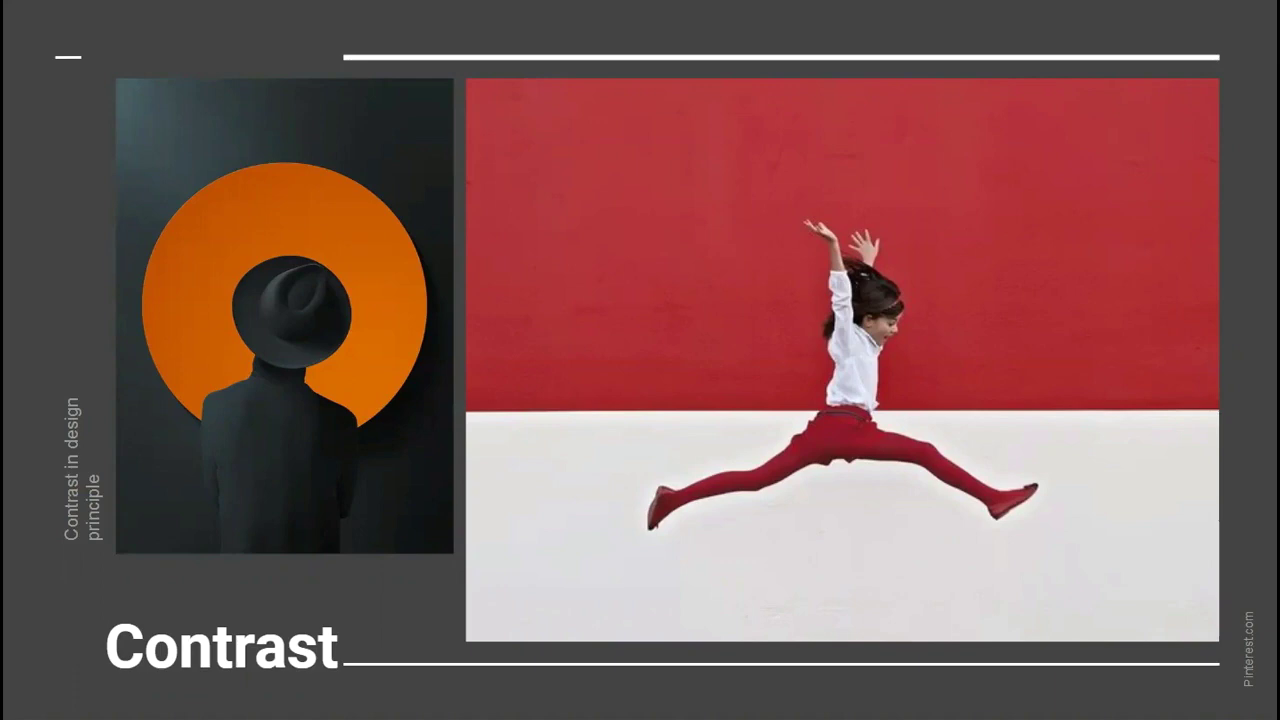 Contrast in design
principle
Contrast
Pinterest.com